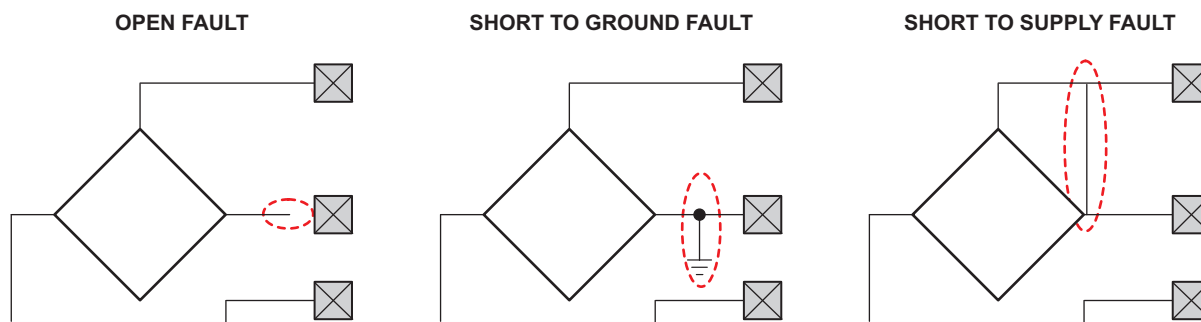 OPEN FAULT
SHORT TO GROUND FAULT
SHORT TO SUPPLY FAULT